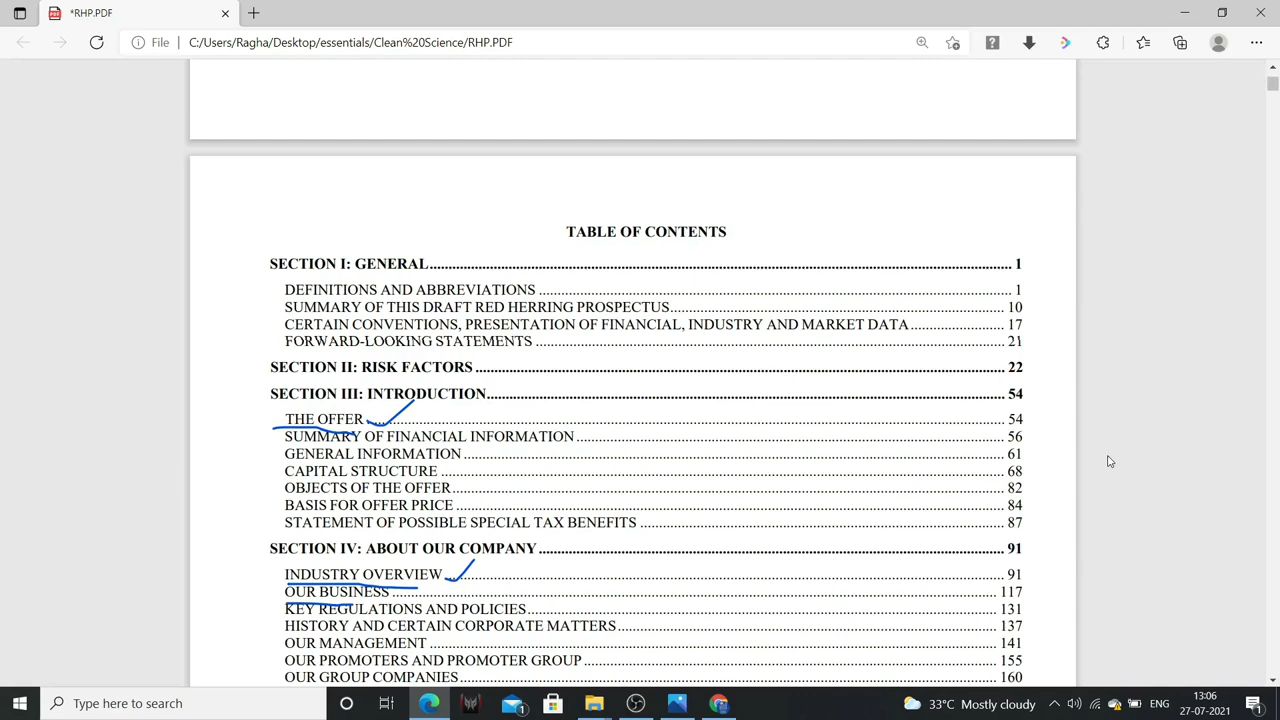 *RHP.PDF
File
C:/Users/Ragha/Desktop/essentials/Clean%20Science/RHP.PDF
TABLE OF CONTENTS
SECTION I: GENERAL 1
DEFINITIONS AND ABBREVIATIONS 1
SUMMARY OF THIS DRAFT RED HERRING PROSPECTUS 10
CERTAIN CONVENTIONS, PRESENTATION OF FINANCIAL, INDUSTRY AND MARKET DATA 17
FORWARD-LOOKING STATEMENTS 21
SECTION II: RISK FACTORS 22
SECTION III: INTRODUCTION 54
THE OFFER 54
SUMMARY OF FINANCIAL INFORMATION 56
GENERAL INFORMATION 61
CAPITAL STRUCTURE 68
OBJECTS OF THE OFFER 82
BASIS FOR OFFER PRICE 84
STATEMENT OF POSSIBLE SPECIAL TAX BENEFITS 87
SECTION IV: ABOUT OUR COMPANY 91
INDUSTRY OVERVIEW 91
OUR BUSINESS 117
KEY REGULATIONS AND POLICIES 131
HISTORY AND CERTAIN CORPORATE MATTERS 137
OUR MANAGEMENT 141
OUR PROMOTERS AND PROMOTER GROUP 155
OUR GROUP COMPANIES 160
Type here to search
1
33°C Mostly cloudy
ENG
13:06
27-07-2021
1